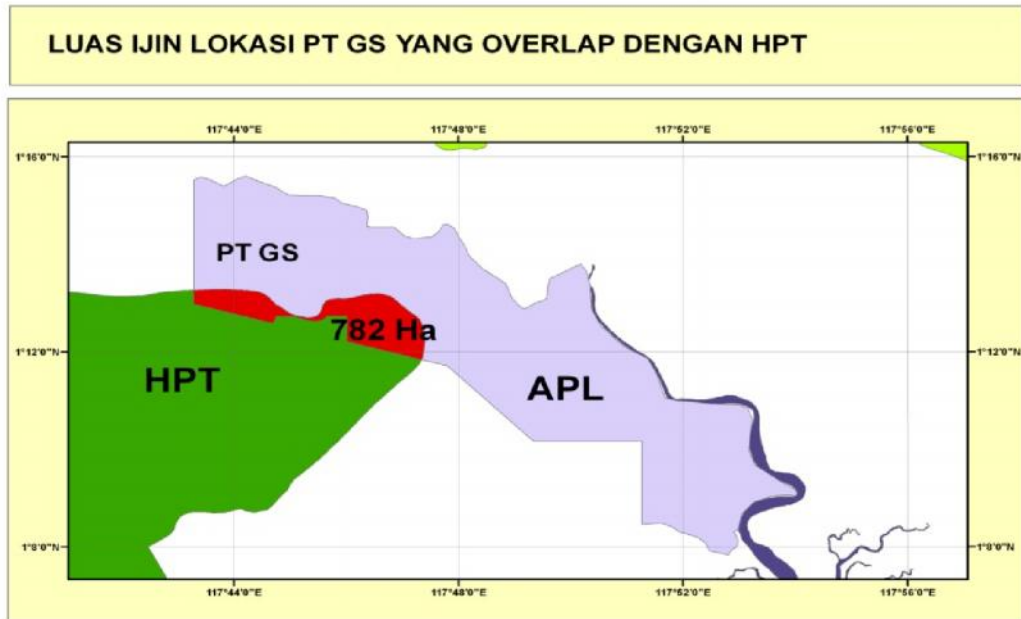 LUAS IJIN LOKASI PT GS YANG OVERLAP DENGAN HPT
117°44'0"E 117°48'0"E 117°52'0"E 117°56'0"E
1°16'0"N 1°16'0"N
PT GS
782 Ha
1°12'0"N 1°12'0"N
HPT APL
1°8'0"N 1°8'0"N
117°44'0"E 117°48'0"E 117°52'0"E 117°56'0"E